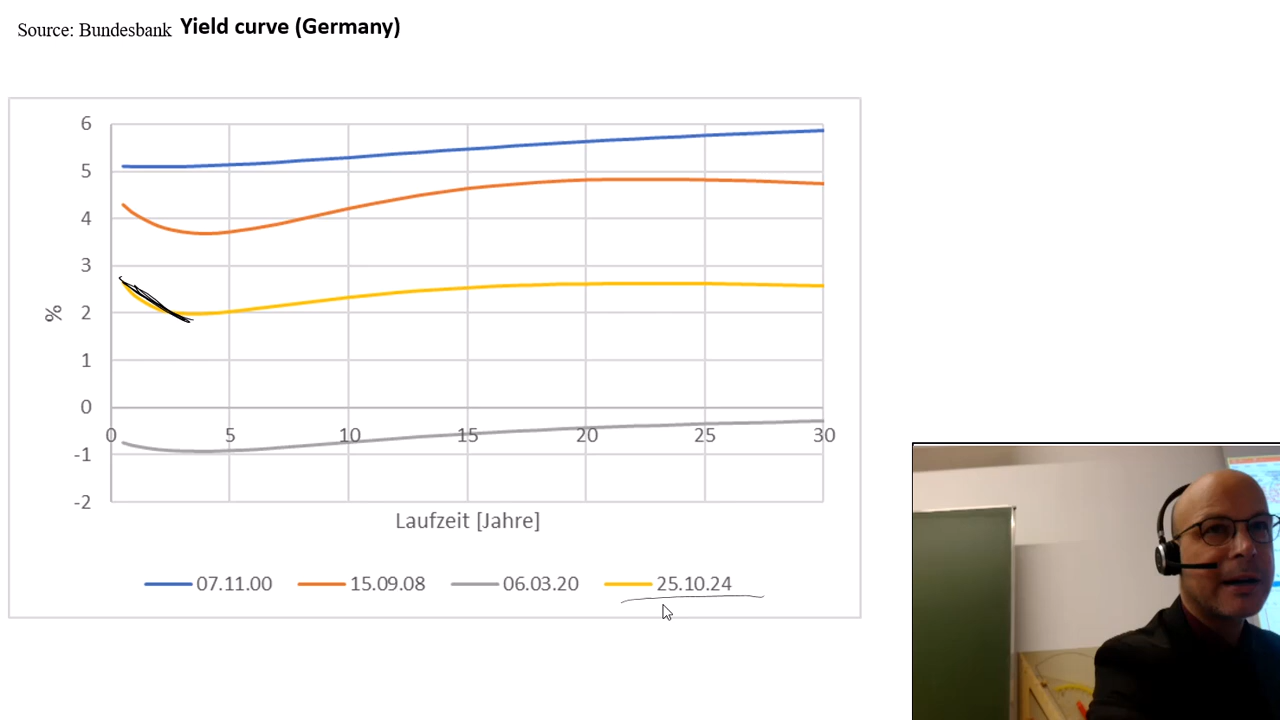 Source: Bundesbank Yield curve (Germany)
6
5
4
3
2
1
0
-1
-2
%
0 5 10 15 20 25 30
Laufzeit [Jahre]
07.11.00 15.09.08 06.03.20 25.10.24